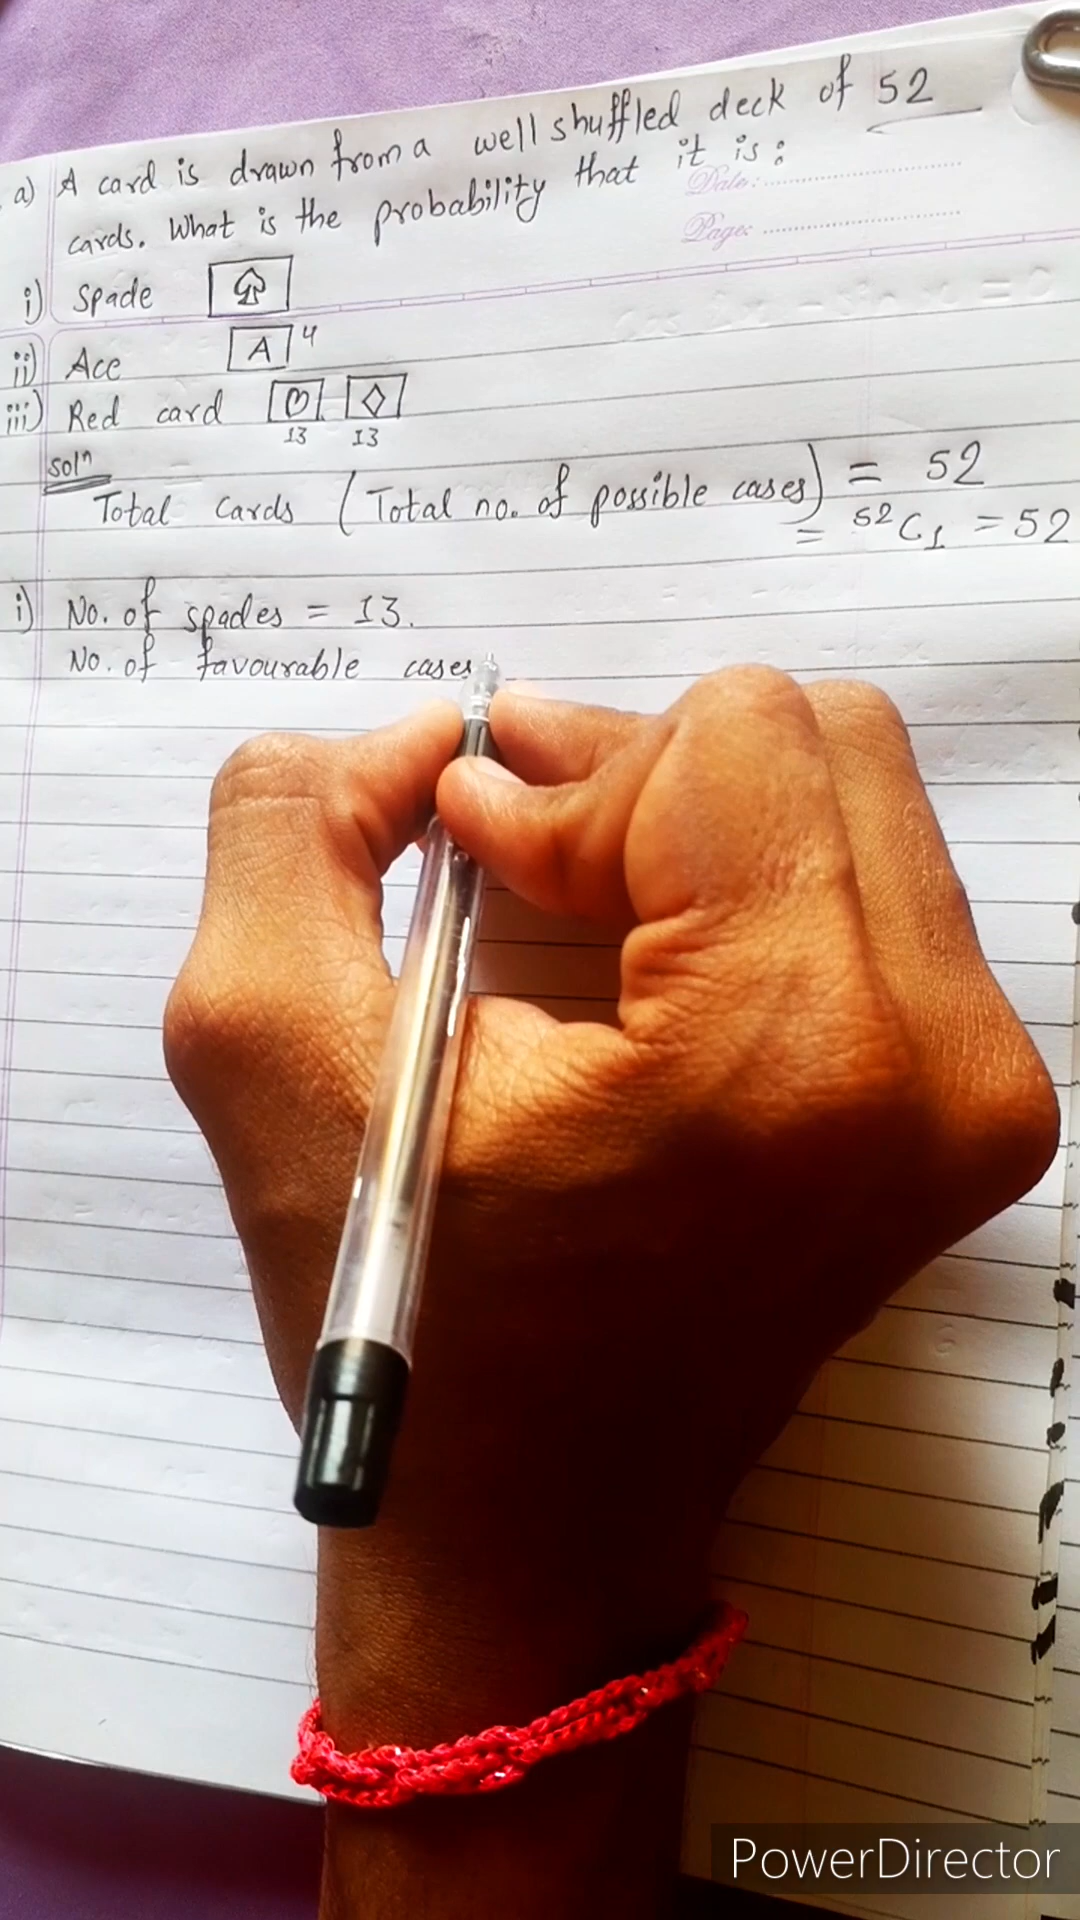 a) A card is drawn from a well shuffled deck of 52
cards. What is the probability that it is:
Date:
Page:
i) Spade
ii) Ace A 4
iii) Red card
13 13
Solⁿ
Total Cards (Total no. of possible cases) = 52
= ⁵²C₁ = 52
i) No. of spades = 13.
No. of favourable cases
PowerDirector